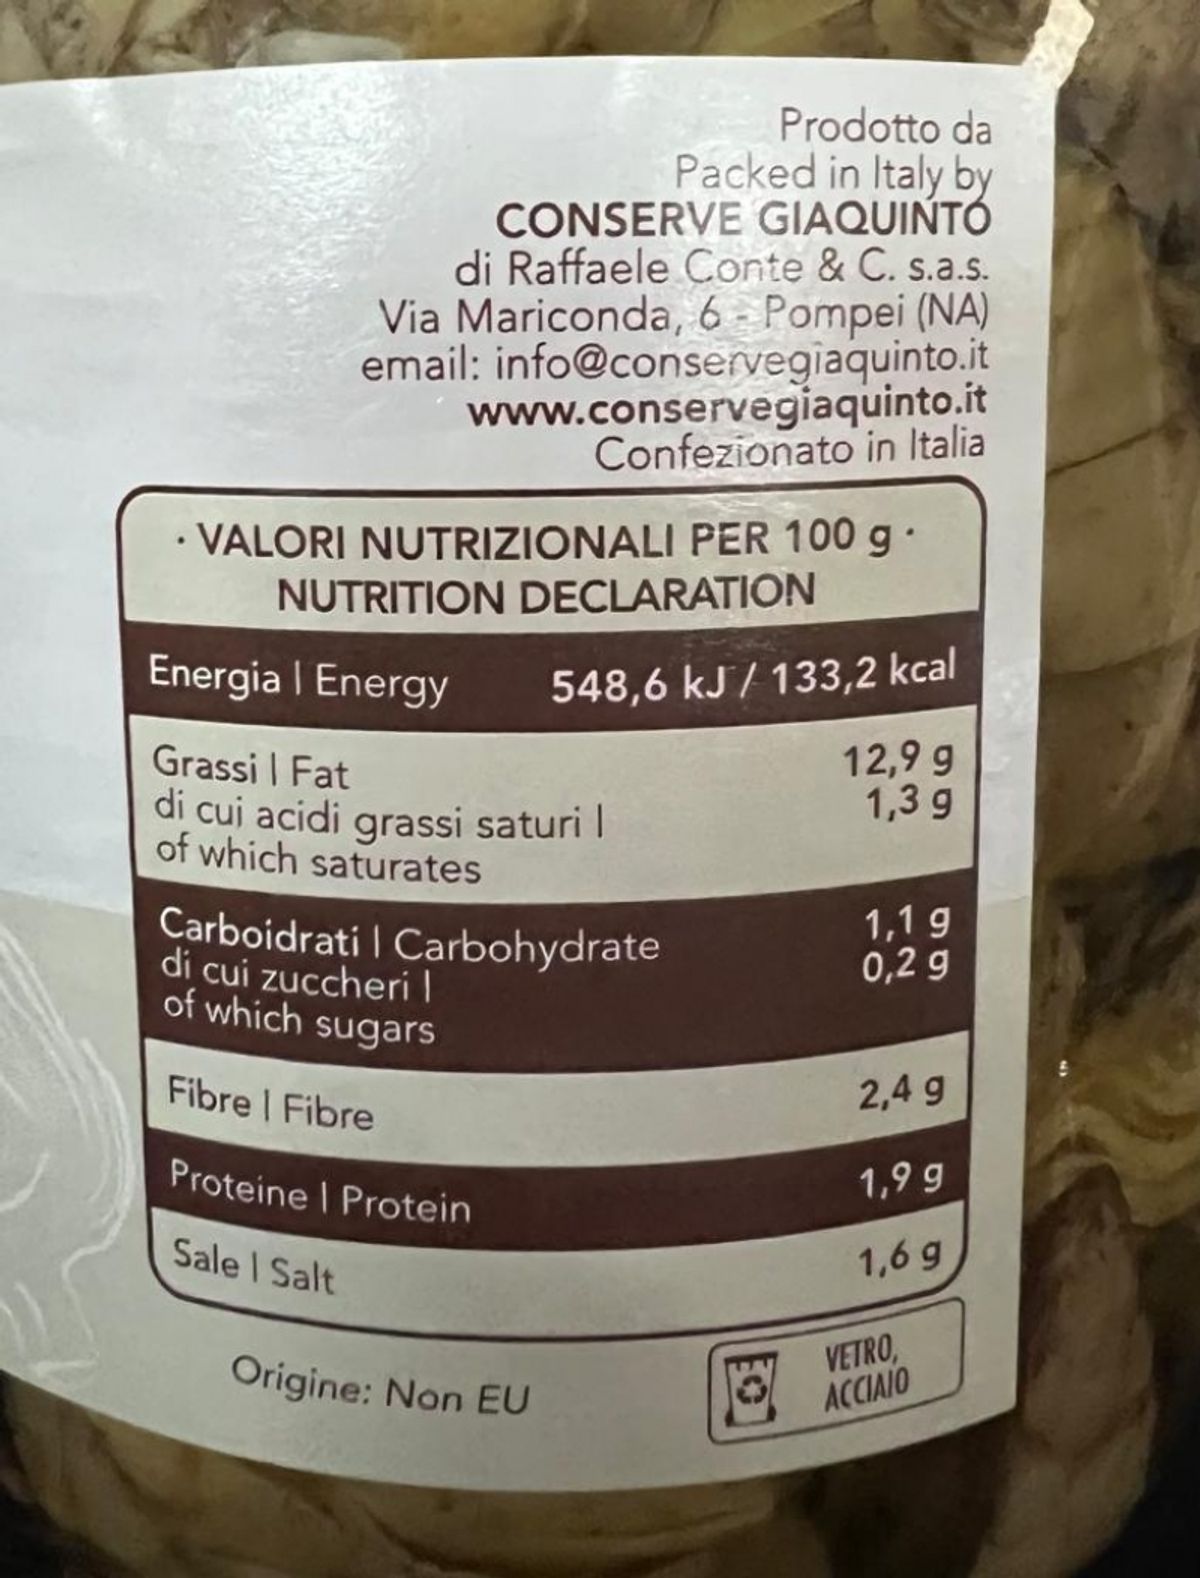 Prodotto da
Packed in Italy by
CONSERVE GIAQUINTO
di Raffaele Conte & C. s.a.s.
Via Mariconda, 6 - Pompei (NA)
email: info@conservegiaquinto.it
www.conservegiaquinto.it
Confezionato in Italia
· VALORI NUTRIZIONALI PER 100 g ·
NUTRITION DECLARATION
Energia | Energy 548,6 kJ / 133,2 kcal
Grassi | Fat 12,9 g
di cui acidi grassi saturi | 1,3 g
of which saturates
Carboidrati | Carbohydrate 1,1 g
di cui zuccheri | 0,2 g
of which sugars
Fibre | Fibre 2,4 g
Proteine | Protein 1,9 g
Sale | Salt 1,6 g
Origine: Non EU
VETRO,
ACCIAIO